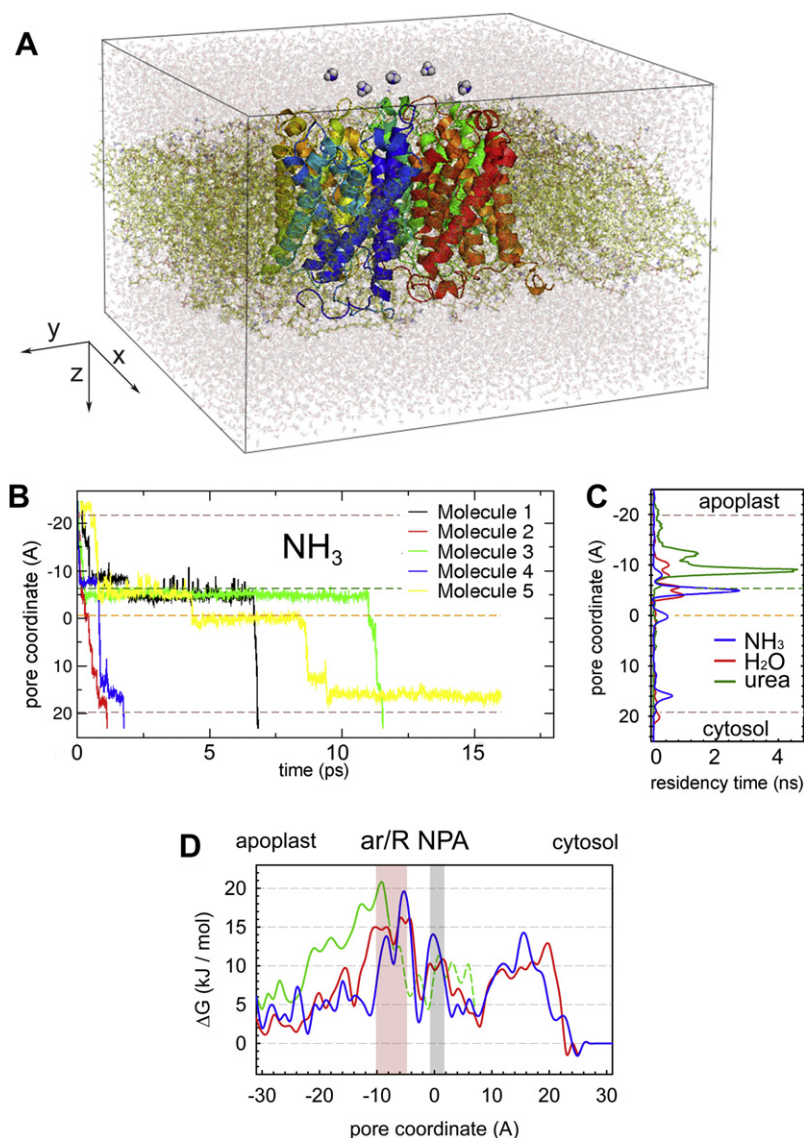 A
y
x
z
B
NH₃
Molecule 1
Molecule 2
Molecule 3
Molecule 4
Molecule 5
-20
-10
0
10
20
pore coordinate (A)
0
5
10
15
time (ps)
C
apoplast
-20
-10
0
10
20
pore coordinate (A)
NH₃
H₂O
urea
cytosol
0
2
4
residency time (ns)
D
apoplast
ar/R NPA
cytosol
20
15
10
5
0
ΔG (kJ / mol)
-30
-20
-10
0
10
20
30
pore coordinate (A)